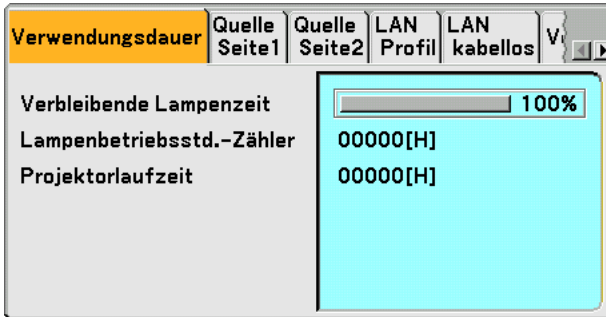 Verwendungsdauer
Quelle
Seite1
Quelle
Seite2
LAN
Profil
LAN
kabellos
Verbleibende Lampenzeit 100%
Lampenbetriebsstd.-Zähler 00000[H]
Projektorlaufzeit 00000[H]